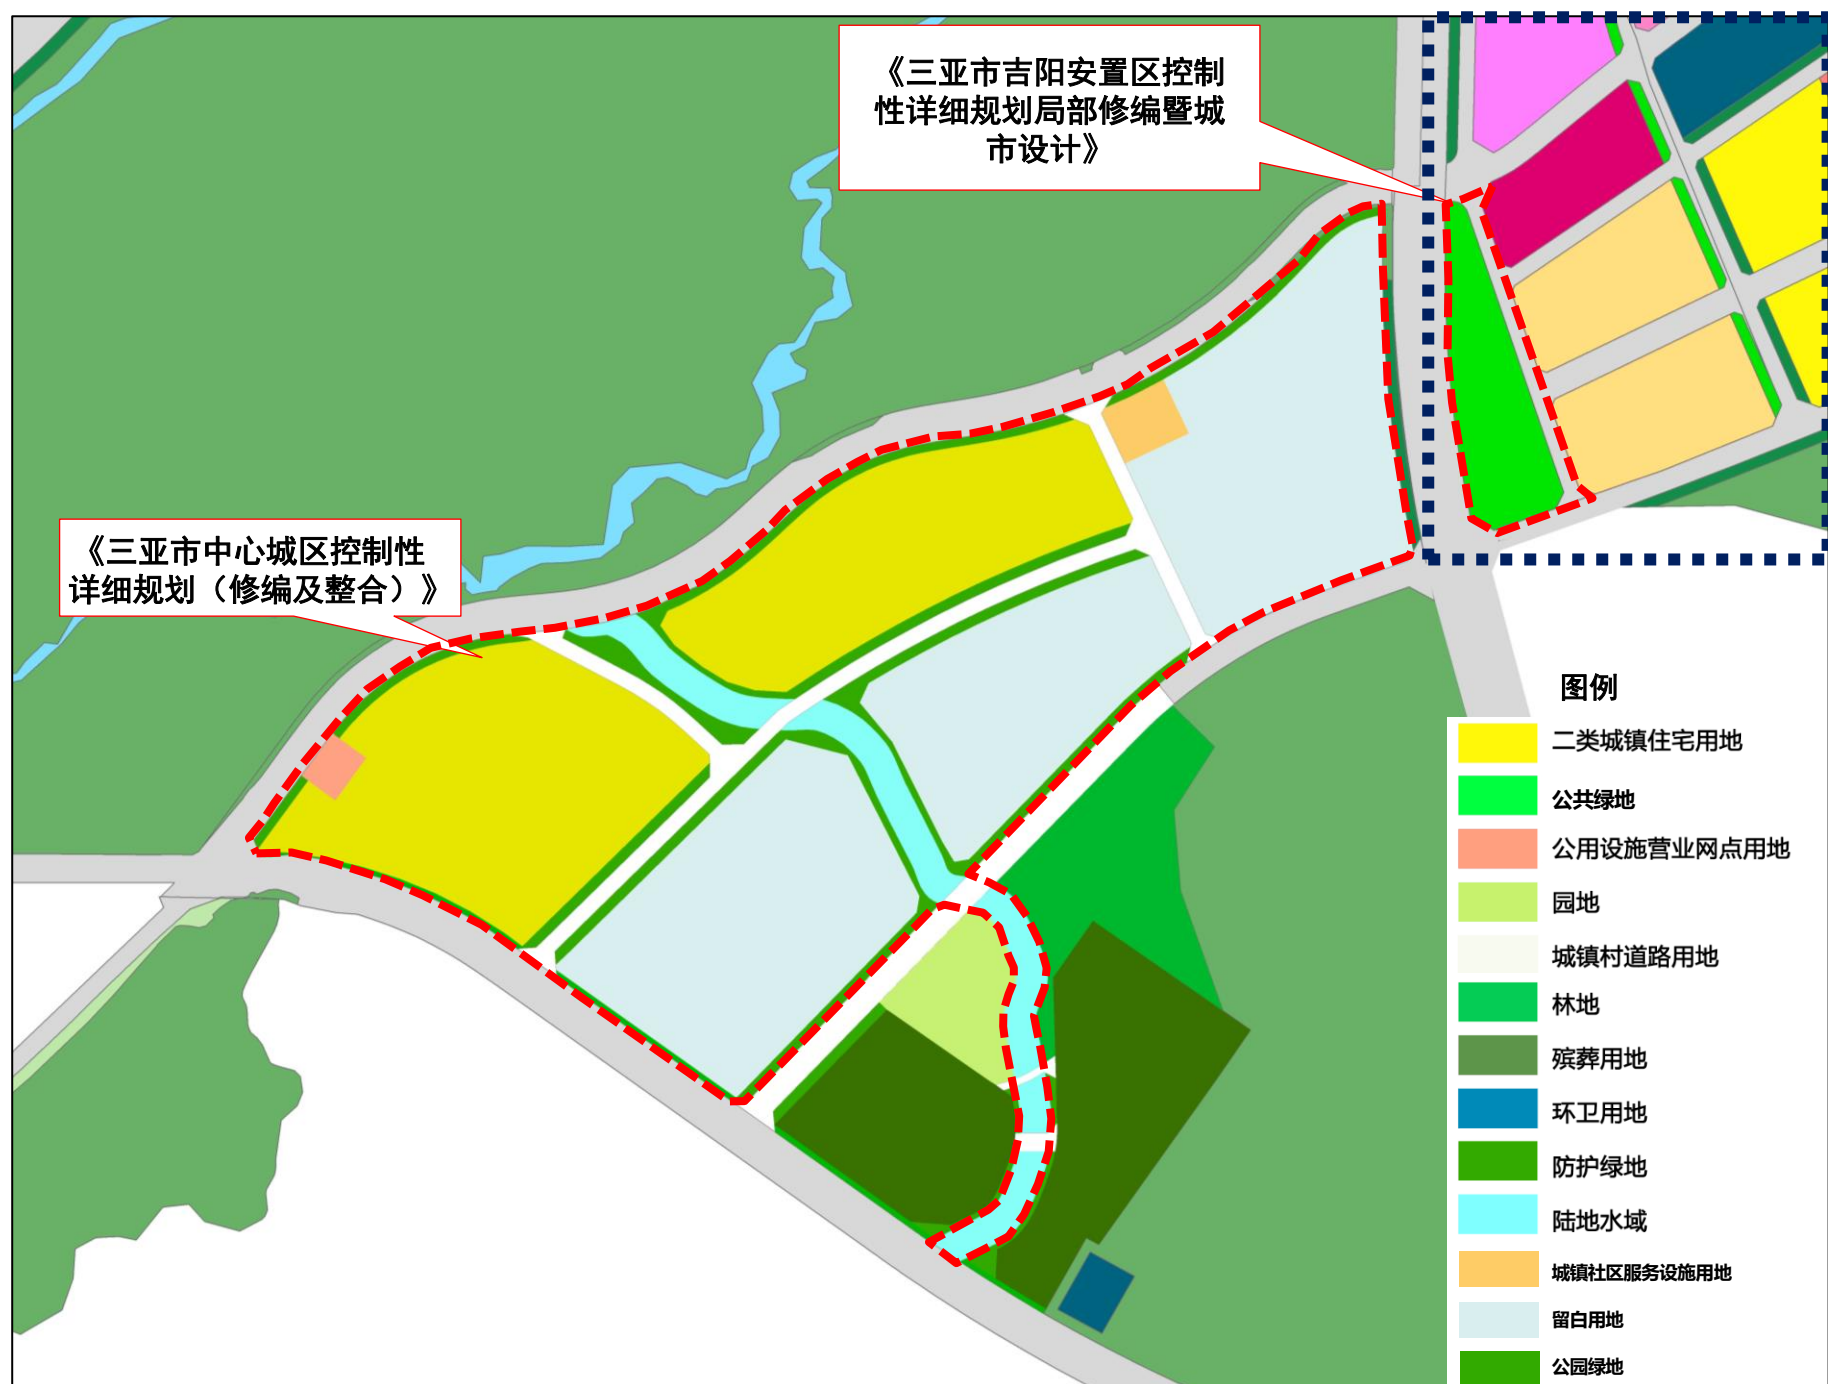 《三亚市吉阳安置区控制
性详细规划局部修编暨城
市设计》
《三亚市中心城区控制性
详细规划（修编及整合）》
图例
二类城镇住宅用地
公共绿地
公用设施营业网点用地
园地
城镇村道路用地
林地
殡葬用地
环卫用地
防护绿地
陆地水域
城镇社区服务设施用地
留白用地
公园绿地